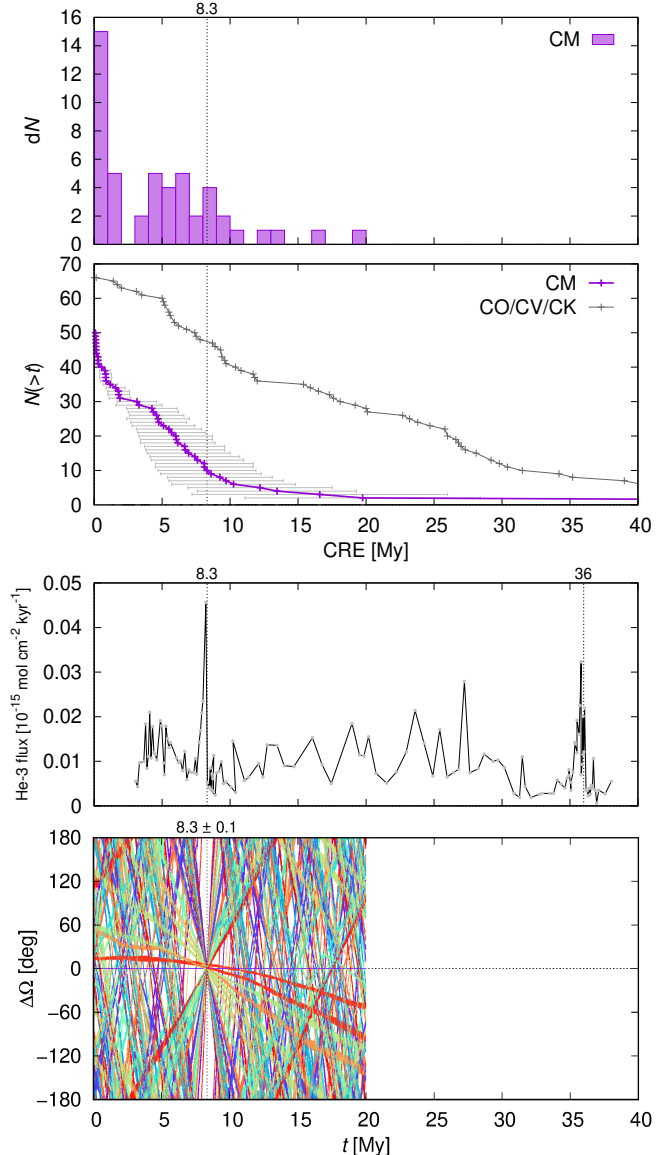 8.3
16
14
12
10
8
6
4
2
0
dN
CM
70
60
50
40
30
20
10
0
N(>t)
CM
CO/CV/CK
0 5 10 15 20 25 30 35 40
CRE [My]
8.3 36
0.05
0.04
0.03
0.02
0.01
0
He-3 flux [10⁻¹⁵ mol cm⁻² kyr⁻¹]
8.3 ± 0.1
180
120
60
0
−60
−120
−180
ΔΩ [deg]
0 5 10 15 20 25 30 35 40
t [My]